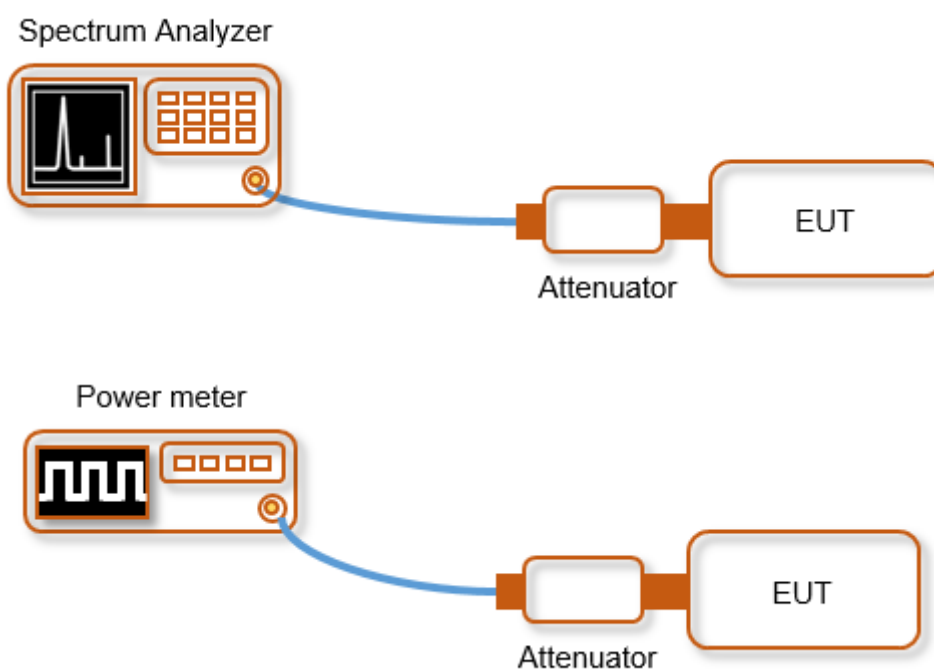 Spectrum Analyzer
EUT
Attenuator
Power meter
EUT
Attenuator